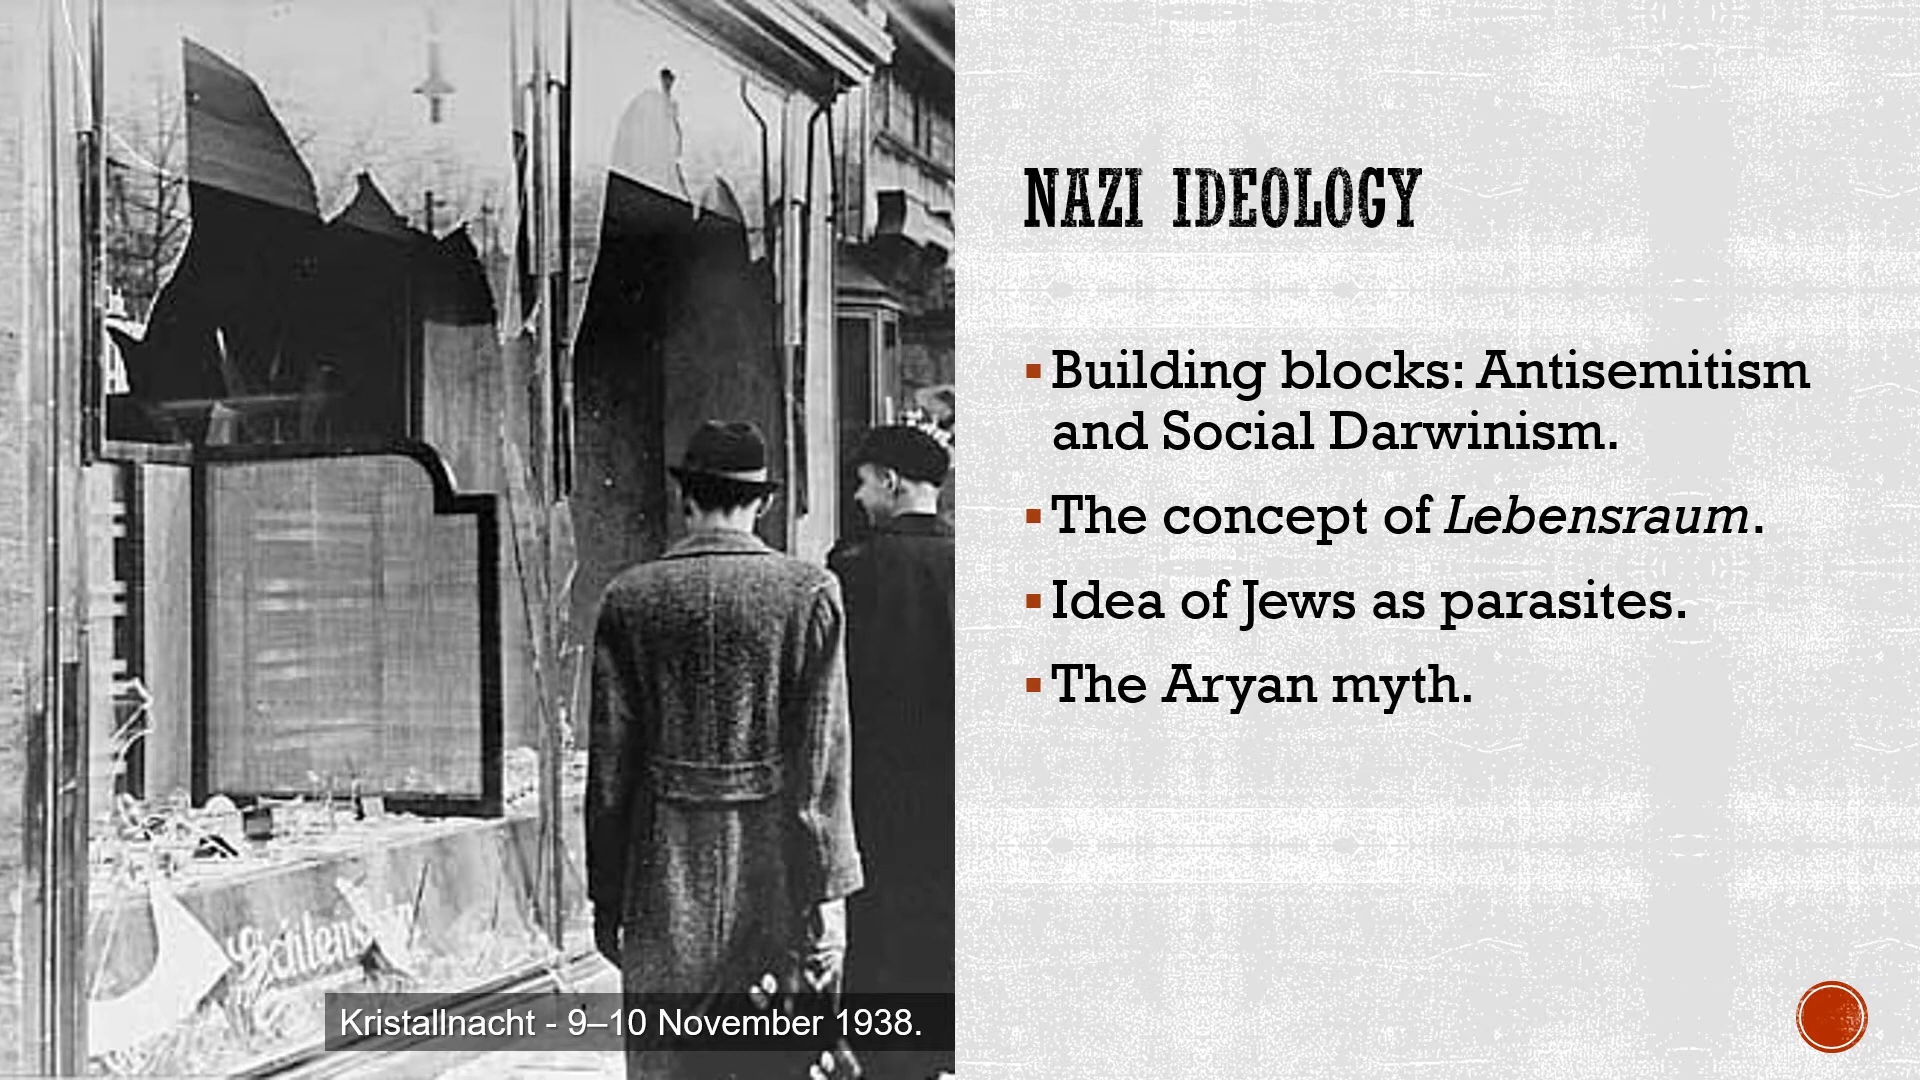 NAZI IDEOLOGY
▪ Building blocks: Antisemitism
and Social Darwinism.
▪ The concept of Lebensraum.
▪ Idea of Jews as parasites.
▪ The Aryan myth.
Kristallnacht - 9–10 November 1938.